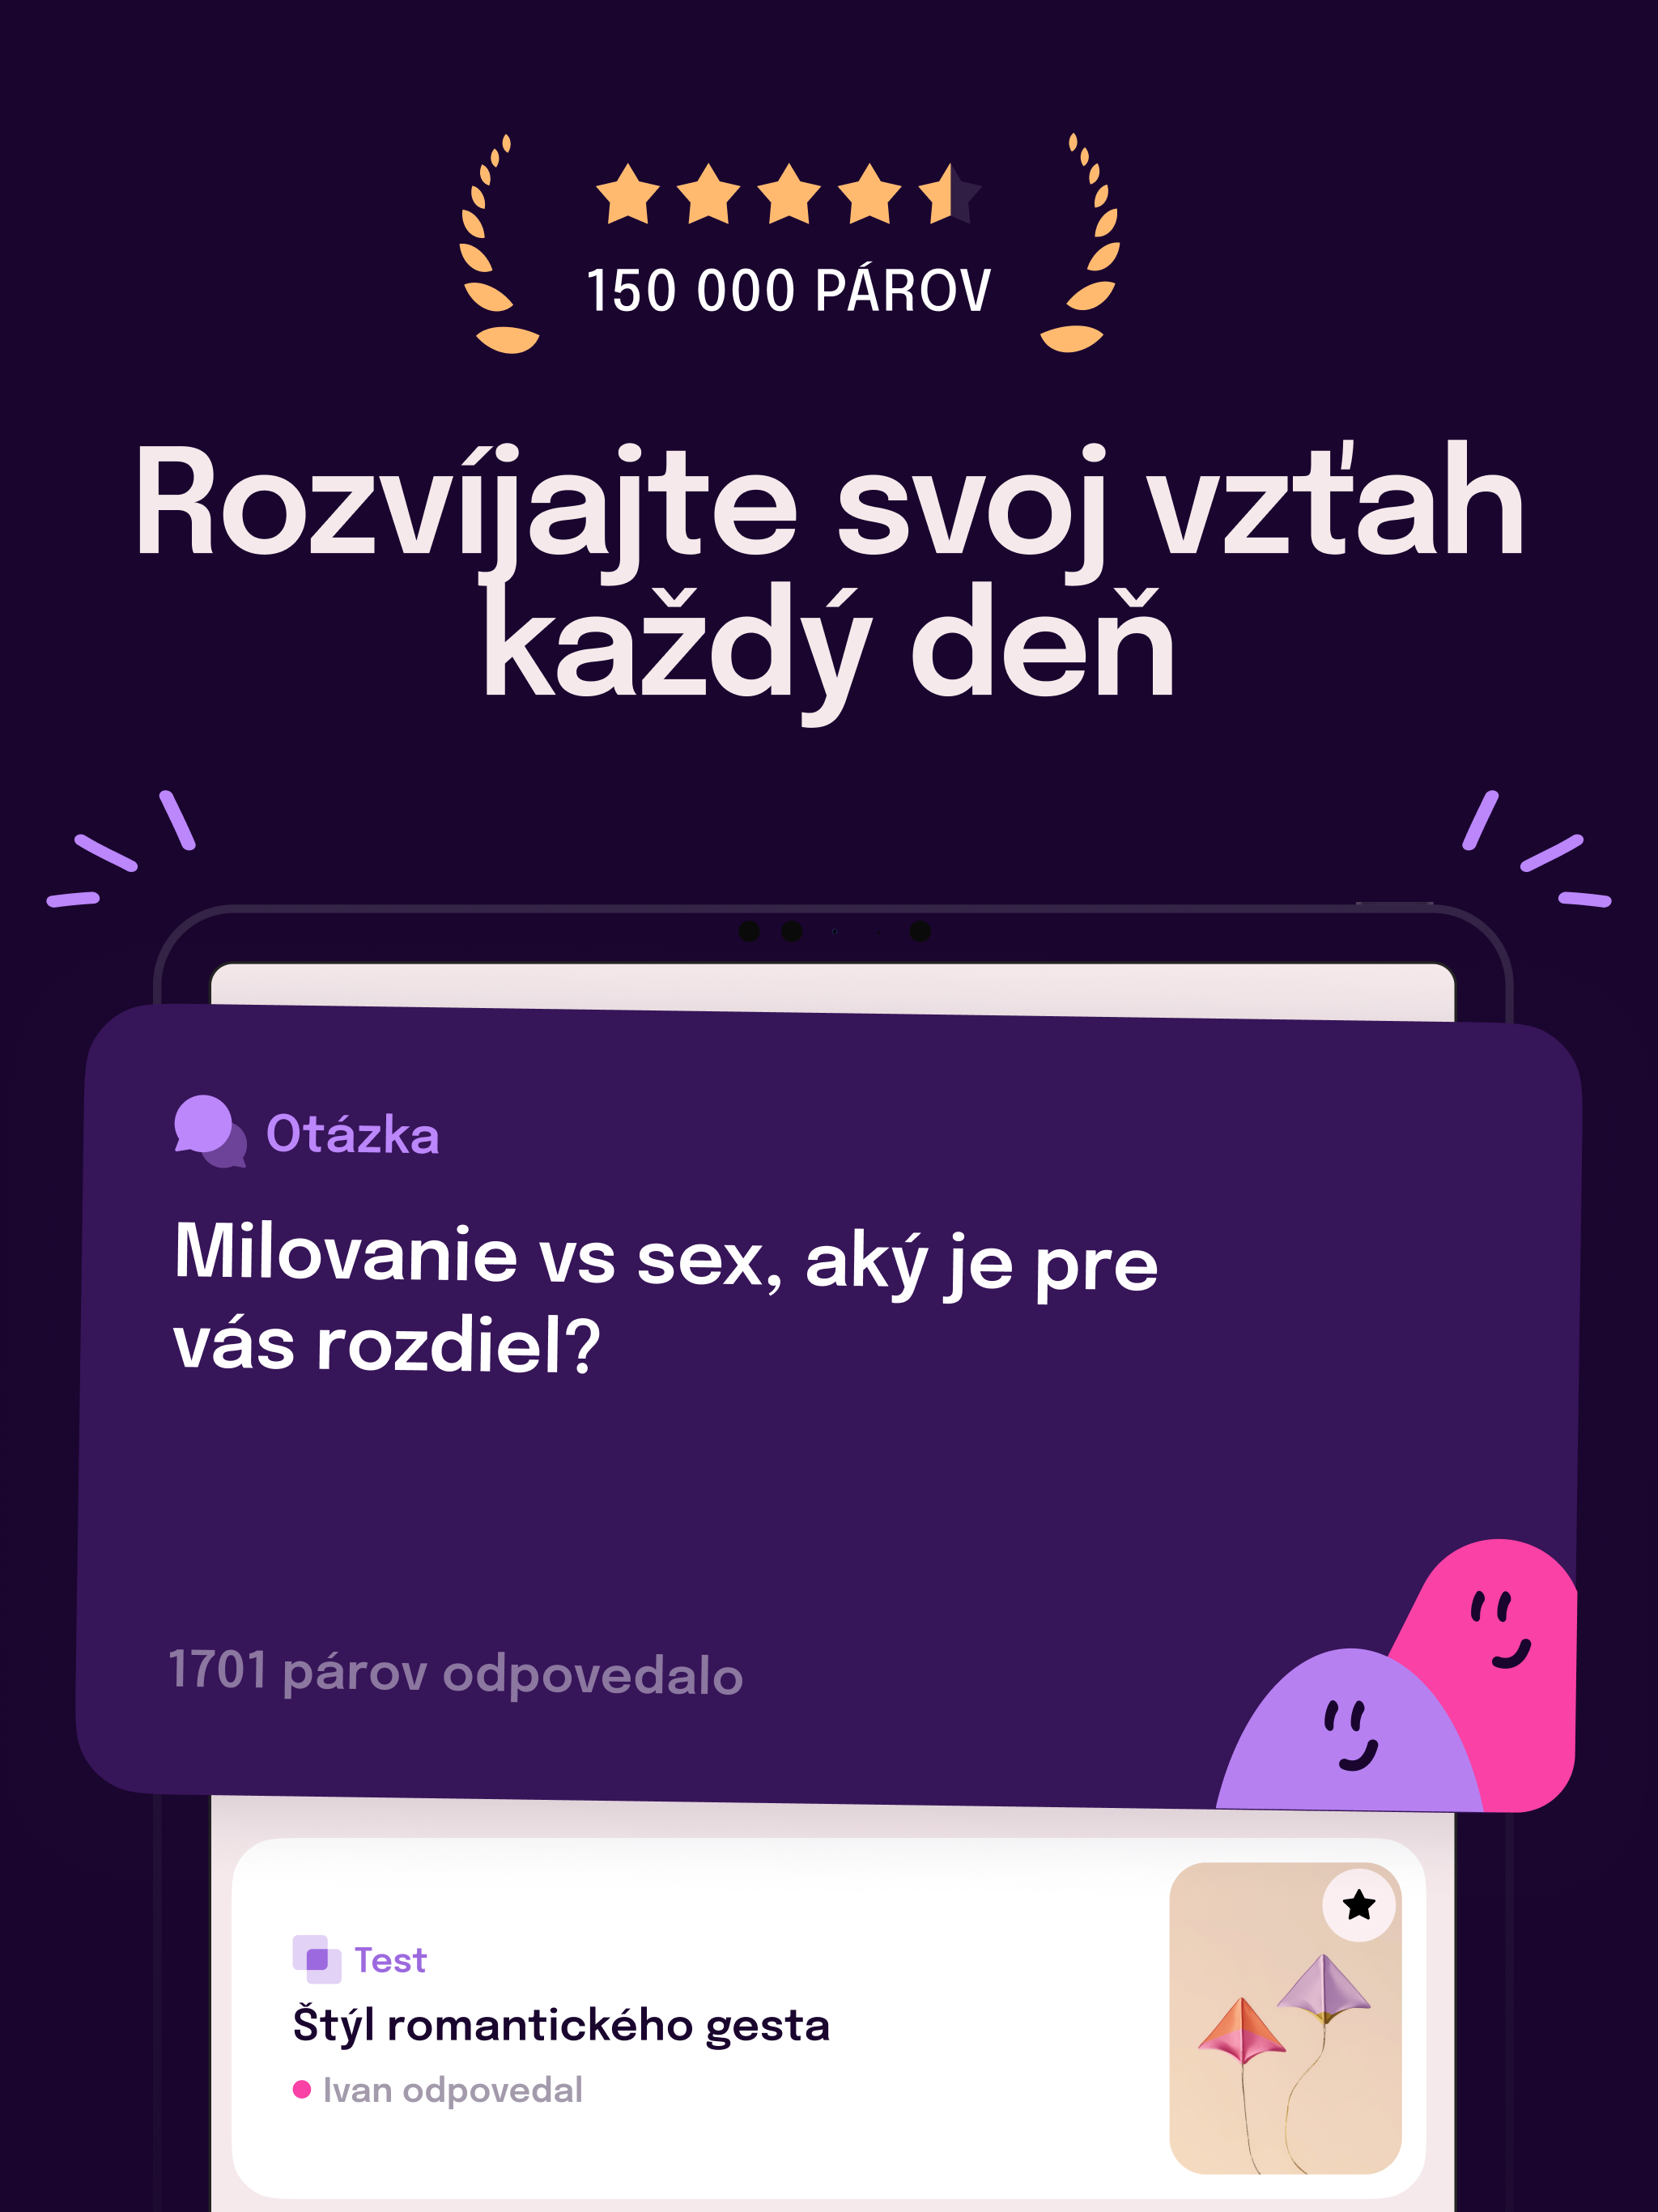 150 000 PÁROV
Rozvíjajte svoj vzťah
každý deň
Otázka
Milovanie vs sex, aký je pre
vás rozdiel?
1701 párov odpovedalo
Test
Štýl romantického gesta
Ivan odpovedal